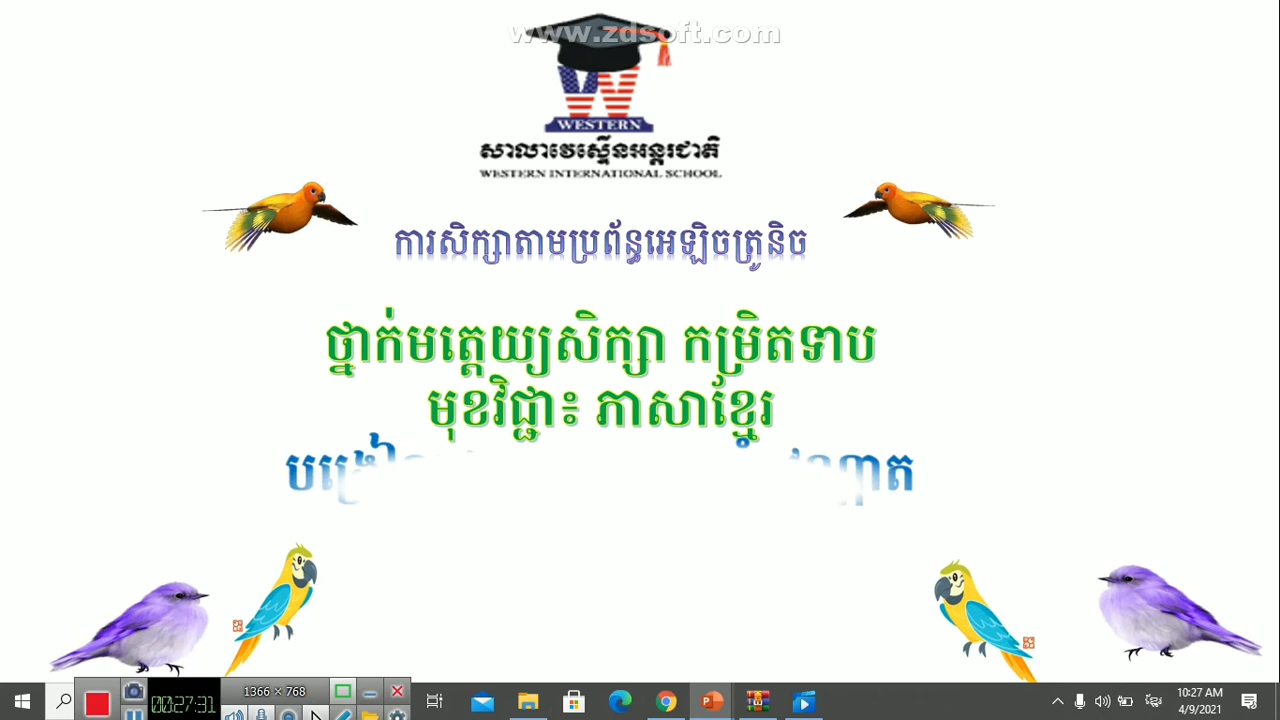 www.zdsoft.com
WESTERN
សាលាវេស្ទើនអន្តរជាតិ
WESTERN INTERNATIONAL SCHOOL
ការសិក្សាតាមប្រព័ន្ធអេឡិចត្រូនិច
ថ្នាក់មត្តេយ្យសិក្សា កម្រិតទាប
មុខវិជ្ជា៖ ភាសាខ្មែរ
00:27:31
1366 × 768
10:27 AM
4/9/2021